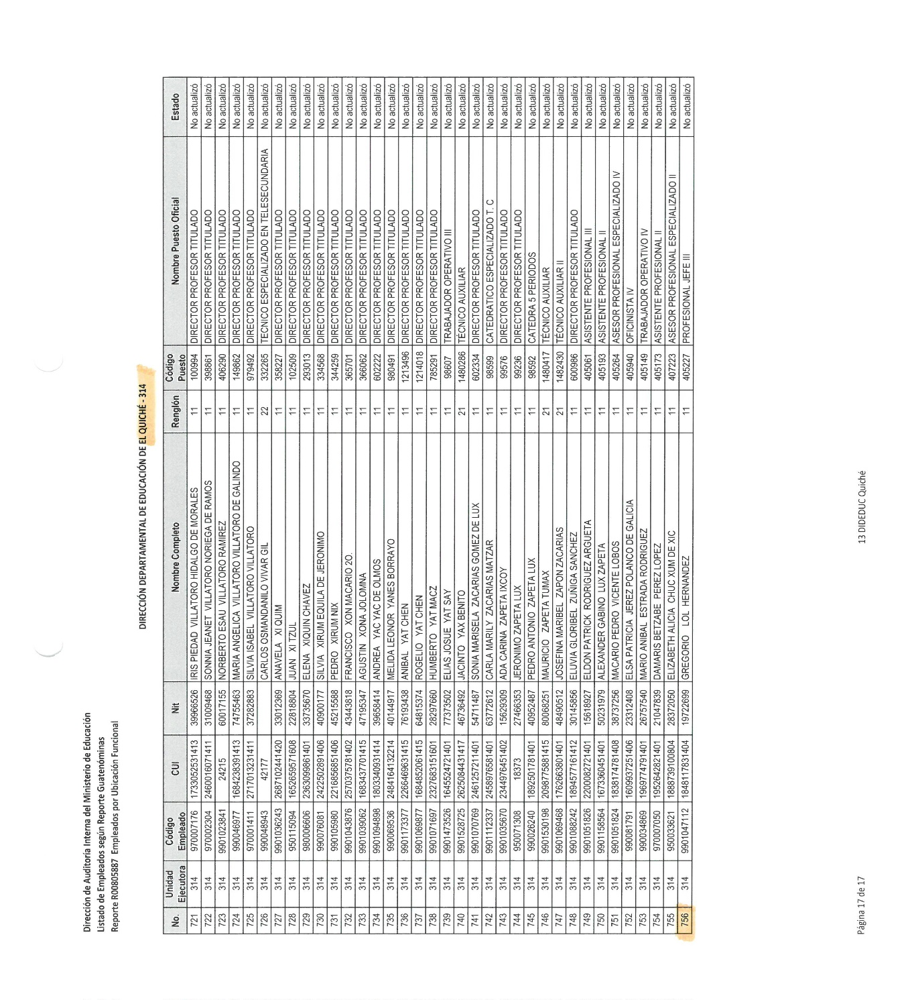 Dirección de Auditoría Interna del Ministerio de Educación
Listado de Empleados según Reporte Guatenóminas
Reporte R00805887 Empleados por Ubicación Funcional
DIRECCIÓN DEPARTAMENTAL DE EDUCACIÓN DE EL QUICHÉ - 314
No. Unidad Ejecutora Código Empleado CUI Nit Nombre Completo Renglón Código Puesto Nombre Puesto Oficial Estado
721 314 970007176 1733052531413 39966526 IRIS PIEDAD VILLATORO HIDALGO DE MORALES 11 100994 DIRECTOR PROFESOR TITULADO No actualizó
722 314 970002304 2460016071411 31009468 SONNIA JEANET VILLATORO NORIEGA DE RAMOS 11 398861 DIRECTOR PROFESOR TITULADO No actualizó
723 314 9901023841 24215 60017155 NORBERTO ESAU VILLATORO RAMIREZ 11 406290 DIRECTOR PROFESOR TITULADO No actualizó
724 314 990046977 1684238391413 74755463 MARIA ANGELICA VILLATORO VILLATORO DE GALINDO 11 149862 DIRECTOR PROFESOR TITULADO No actualizó
725 314 970001411 2717013231411 37282883 SILVIA ISABEL VILLATORO VILLATORO 11 979492 DIRECTOR PROFESOR TITULADO No actualizó
726 314 990048943 42177 CARLOS OSMANDANILO VIVAR GIL 22 332265 TECNICO ESPECIALIZADO EN TELESECUNDARIA No actualizó
727 314 9901036243 2687102441420 33012369 ANAVELA XI QUIM 11 358227 DIRECTOR PROFESOR TITULADO No actualizó
728 314 950115094 1652659571608 22818804 JUAN XI TZUL 11 102509 DIRECTOR PROFESOR TITULADO No actualizó
729 314 980006606 2363099861401 33735670 ELENA XIQUIN CHAVEZ 11 293013 DIRECTOR PROFESOR TITULADO No actualizó
730 314 990076081 2422502891406 40900177 SILVIA XIRUM EQUILA DE JERONIMO 11 334568 DIRECTOR PROFESOR TITULADO No actualizó
731 314 990105980 2216856851406 45215588 PEDRO XIRUM NIX 11 344259 DIRECTOR PROFESOR TITULADO No actualizó
732 314 9901043876 2570375781402 43443818 FRANCISCO XON MACARIO 2O. 11 365701 DIRECTOR PROFESOR TITULADO No actualizó
733 314 9901039062 1683437701415 47195347 AGUSTIN XONA JOLOMNA 11 366062 DIRECTOR PROFESOR TITULADO No actualizó
734 314 9901094898 1803340931414 39658414 ANDREA YAC YAC DE OLMOS 11 602222 DIRECTOR PROFESOR TITULADO No actualizó
735 314 990069536 2484164132214 40144917 MELIDA LEONOR YANES BORRAYO 11 980491 DIRECTOR PROFESOR TITULADO No actualizó
736 314 9901173377 2266469631415 76193438 ANIBAL YAT CHEN 11 1213496 DIRECTOR PROFESOR TITULADO No actualizó
737 314 9901069877 1684852061415 64815374 ROGELIO YAT CHEN 11 1214018 DIRECTOR PROFESOR TITULADO No actualizó
738 314 9901071697 2327683151601 28297660 HUMBERTO YAT MACZ 11 785291 DIRECTOR PROFESOR TITULADO No actualizó
739 314 9901473526 1645524721401 77373502 ELIAS JOSUE YAT SAY 11 98607 TRABAJADOR OPERATIVO III No actualizó
740 314 9901528725 2625084431417 46736492 JACINTO YAX BENITO 21 1480286 TÉCNICO AUXILIAR No actualizó
741 314 9901070769 2461257211401 54711487 SONIA MARISELA ZACARIAS GOMEZ DE LUX 11 602334 DIRECTOR PROFESOR TITULADO No actualizó
742 314 9901112337 2458976581401 63772612 CARLA MARILY ZACARIAS MATZAR 11 98599 CATEDRATICO ESPECIALIZADO T. C No actualizó
743 314 9901035670 2344976451402 15629309 ADA CARINA ZAPETA IXCOY 11 99576 DIRECTOR PROFESOR TITULADO No actualizó
744 314 950071308 18373 27466353 JERONIMO ZAPETA LUX 11 99236 DIRECTOR PROFESOR TITULADO No actualizó
745 314 990026240 1892501781401 40952487 PEDRO ANTONIO ZAPETA LUX 11 98592 CATEDRA 5 PERIODOS No actualizó
746 314 9901530198 2098775881415 80068251 MAURICIO ZAPETA TUMAX 21 1480417 TÉCNICO AUXILIAR No actualizó
747 314 9901069468 1762663801401 48490512 JOSEFINA MARIBEL ZAPON ZACARIAS 21 1482430 TÉCNICO AUXILIAR II No actualizó
748 314 9901088242 1894577161412 30145856 ELUVIA GLORIBEL ZUÑIGA SANCHEZ 11 600986 DIRECTOR PROFESOR TITULADO No actualizó
749 314 9901051826 2200082721401 15618927 ELDON PATRICK RODRIGUEZ ARGUETA 11 405061 ASISTENTE PROFESIONAL III No actualizó
750 314 9901158564 1673360451401 50231979 ALEXANDER GABINO LUX ZAPETA 11 405193 ASISTENTE PROFESIONAL II No actualizó
751 314 9901051824 1838174781408 38737256 MACARIO PEDRO VICENTE LOBOS 11 405264 ASESOR PROFESIONAL ESPECIALIZADO IV No actualizó
752 314 990081791 1609937251406 23312408 ELSA PATRICIA JEREZ POLANCO DE GALICIA 11 405940 OFICINISTA IV No actualizó
753 314 990034869 1969774791401 26757540 MARIO ANIBAL ESTRADA RODRIGUEZ 11 405149 TRABAJADOR OPERATIVO IV No actualizó
754 314 970007050 1952642821401 21047839 DAMARIS BETZABE PEREZ LOPEZ 11 405173 ASISTENTE PROFESIONAL II No actualizó
755 314 950033621 1888739100804 28372050 ELIZABETH ALICIA CHUC XUM DE XIC 11 407223 ASESOR PROFESIONAL ESPECIALIZADO II No actualizó
756 314 9901047112 1848117831404 19722699 GREGORIO LOL HERNANDEZ 11 405227 PROFESIONAL JEFE III No actualizó
Página 17 de 17
13 DIDEDUC Quiché